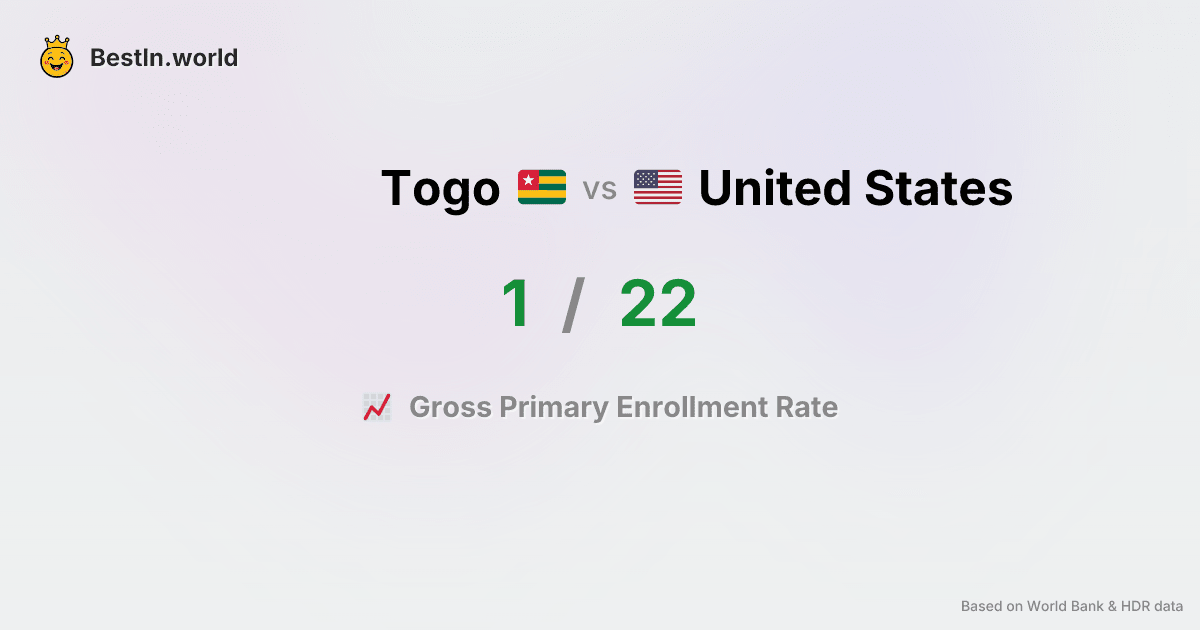 BestIn.world
Togo vs United States
1 / 22
Gross Primary Enrollment Rate
Based on World Bank & HDR data